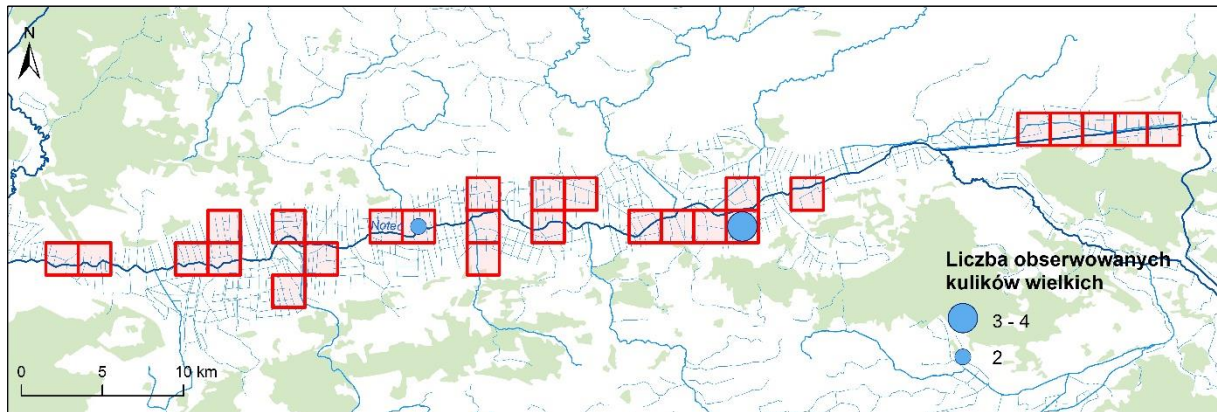 N
Noteć
Liczba obserwowanych
kulików wielkich
3 - 4
2
0 5 10 km